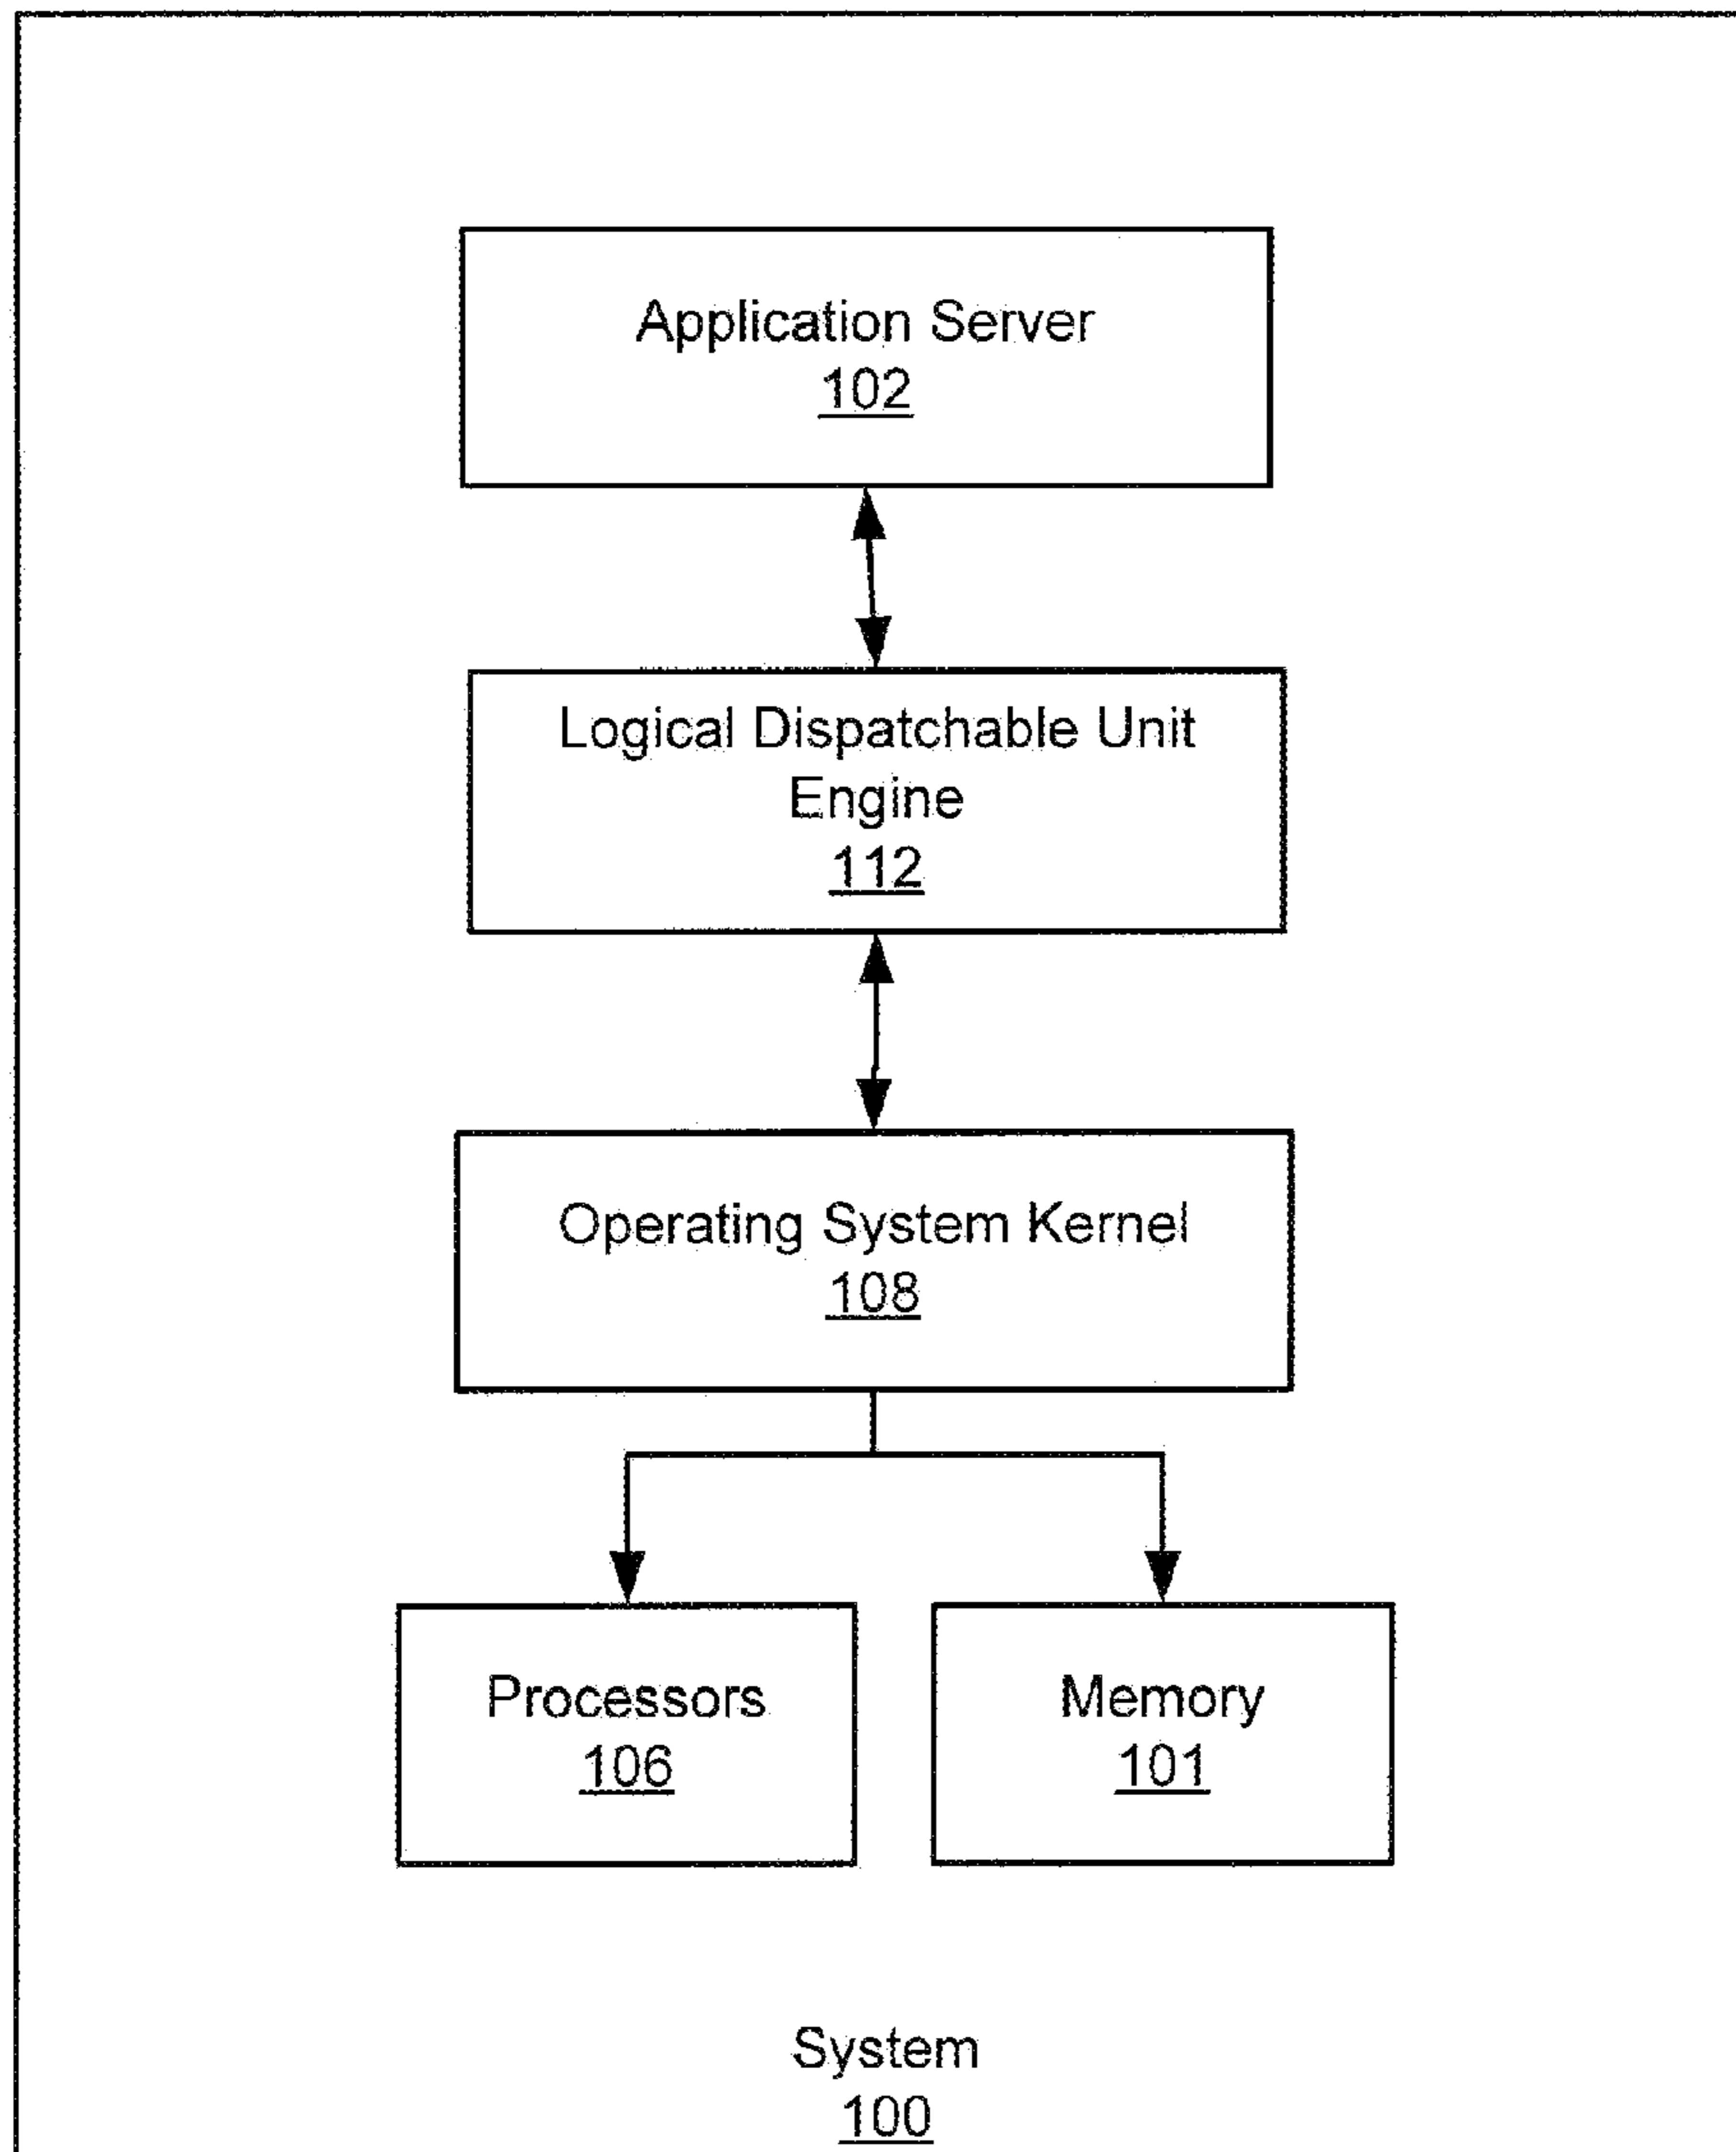 Application Server
102
Logical Dispatchable Unit
Engine
112
Operating System Kernel
108
Processors
106
Memory
101
System
100